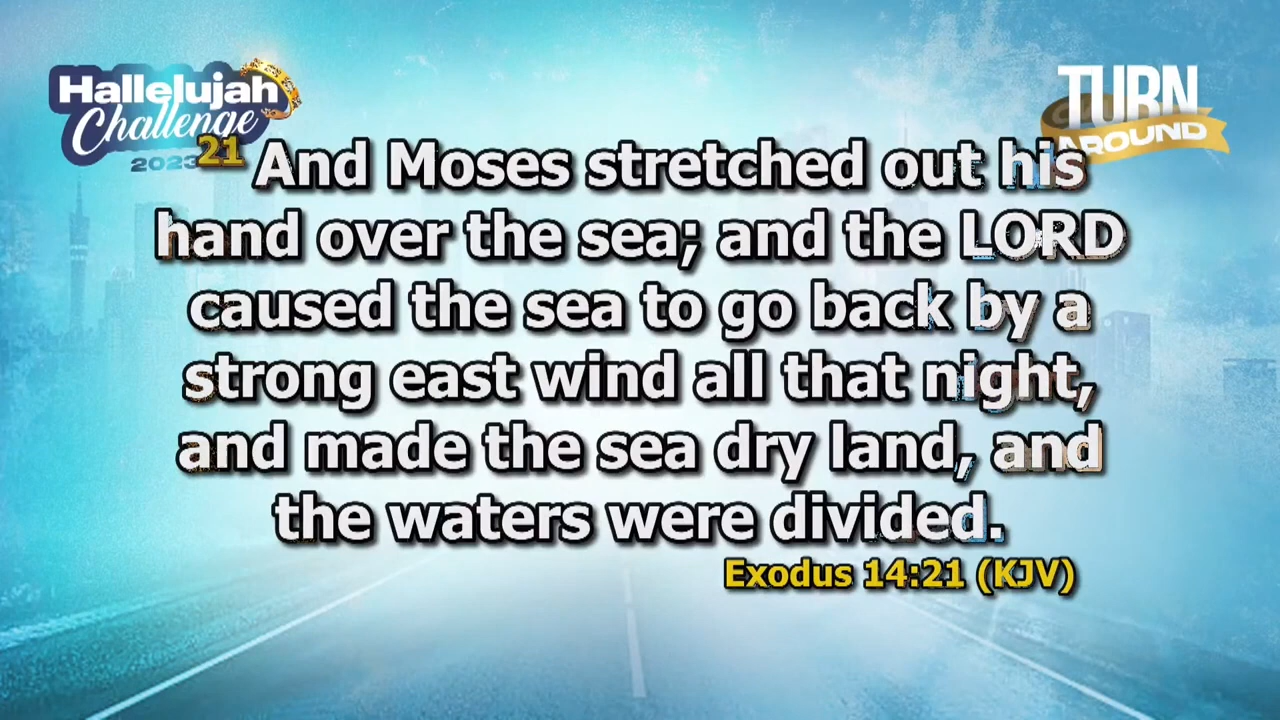 Hallelujah
Challenge
2023
TURN
AROUND
21 And Moses stretched out his
hand over the sea; and the LORD
caused the sea to go back by a
strong east wind all that night,
and made the sea dry land, and
the waters were divided.
Exodus 14:21 (KJV)